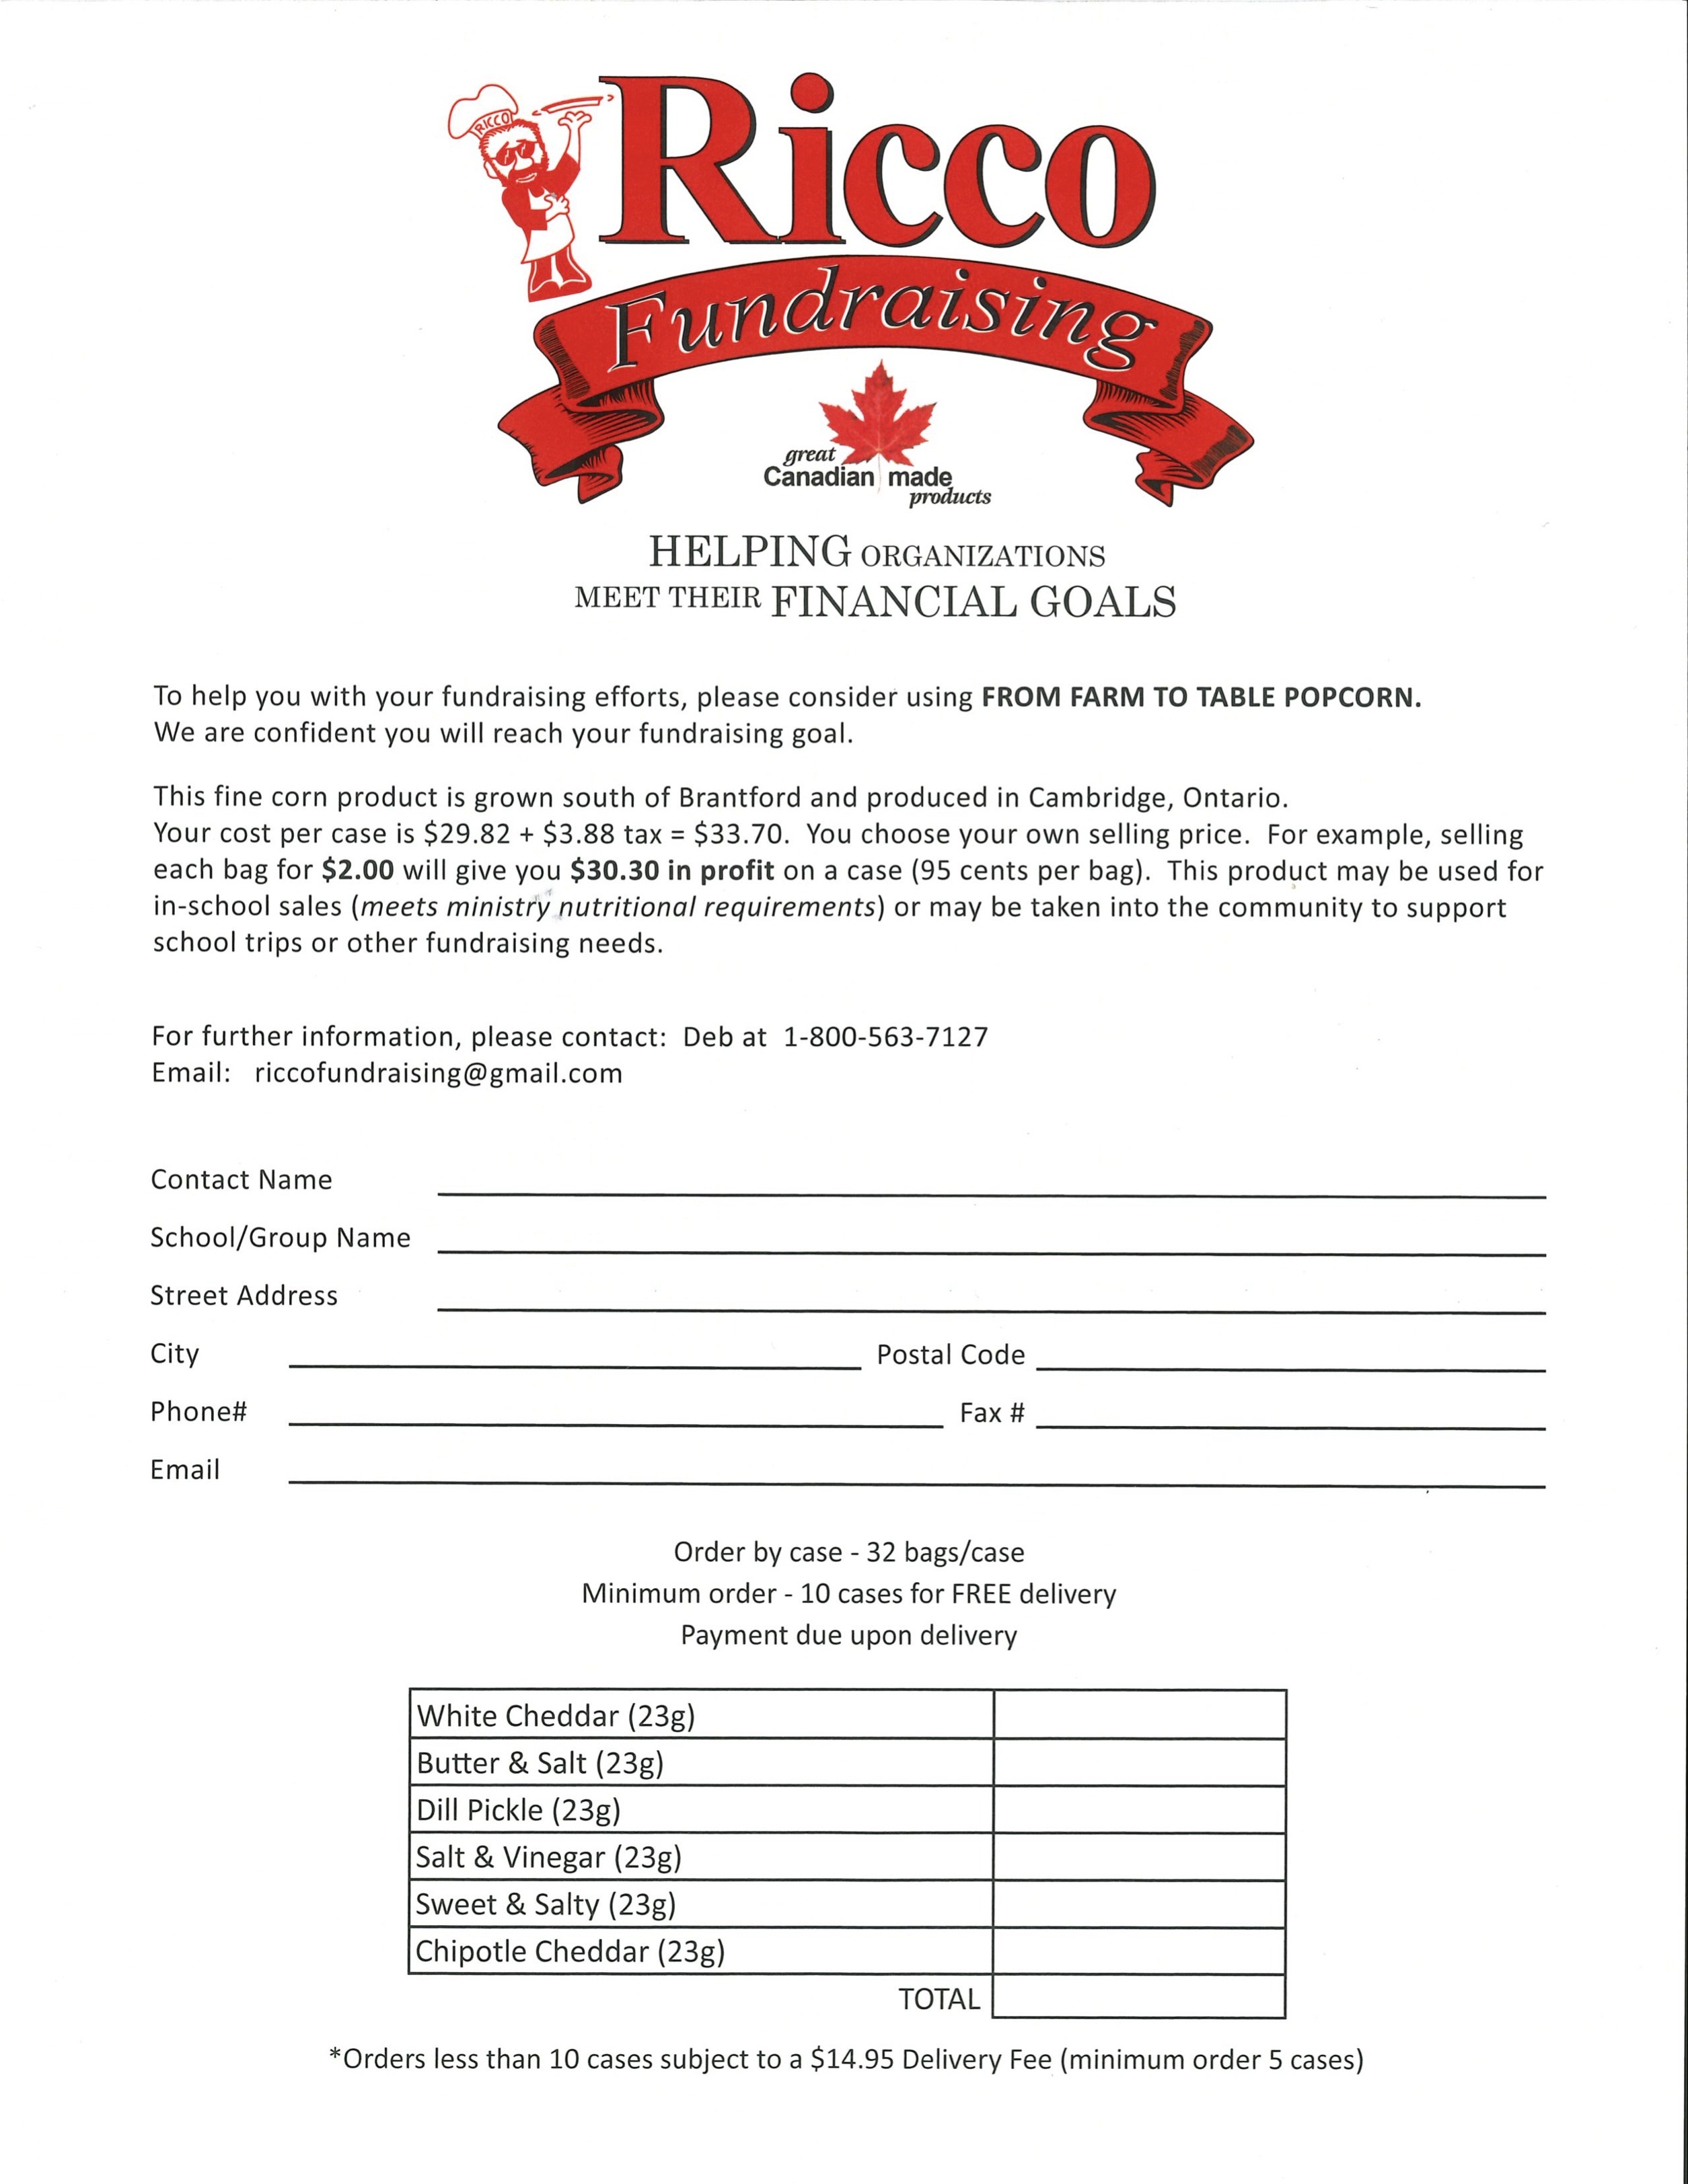 RICCO
Ricco
Fundraising
great
Canadian made
products
HELPING ORGANIZATIONS
MEET THEIR FINANCIAL GOALS
To help you with your fundraising efforts, please consider using FROM FARM TO TABLE POPCORN.
We are confident you will reach your fundraising goal.
This fine corn product is grown south of Brantford and produced in Cambridge, Ontario.
Your cost per case is $29.82 + $3.88 tax = $33.70. You choose your own selling price. For example, selling
each bag for $2.00 will give you $30.30 in profit on a case (95 cents per bag). This product may be used for
in-school sales (meets ministry nutritional requirements) or may be taken into the community to support
school trips or other fundraising needs.
For further information, please contact: Deb at 1-800-563-7127
Email: riccofundraising@gmail.com
Contact Name
School/Group Name
Street Address
City Postal Code
Phone# Fax #
Email
Order by case - 32 bags/case
Minimum order - 10 cases for FREE delivery
Payment due upon delivery
White Cheddar (23g)
Butter & Salt (23g)
Dill Pickle (23g)
Salt & Vinegar (23g)
Sweet & Salty (23g)
Chipotle Cheddar (23g)
TOTAL
*Orders less than 10 cases subject to a $14.95 Delivery Fee (minimum order 5 cases)